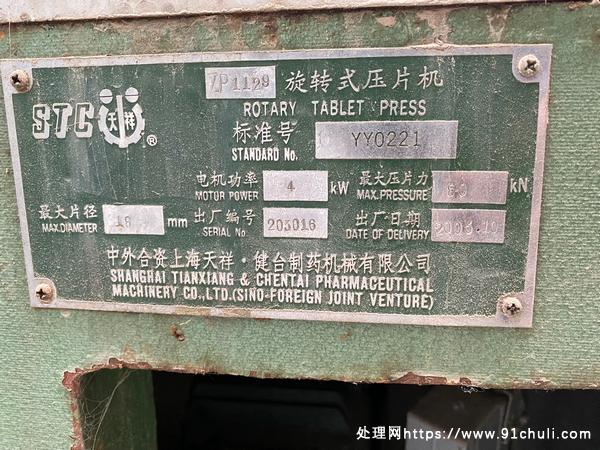 ZP1129 旋转式压片机
ROTARY TABLET PRESS
STC 天祥 ®
标准号 YY0221
STANDARD No.
电机功率 4 kW 最大压片力 kN
MOTOR POWER MAX.PRESSURE
最大片径 mm 出厂编号 203016 出厂日期
MAX.DIAMETER SERIAL No. DATE OF DELIVERY
中外合资上海天祥·健台制药机械有限公司
SHANGHAI TIANXIANG & CHENTAI PHARMACEUTICAL
MACHINERY CO.,LTD.(SINO-FOREIGN JOINT VENTURE)
处理网https://www.91chuli.com/